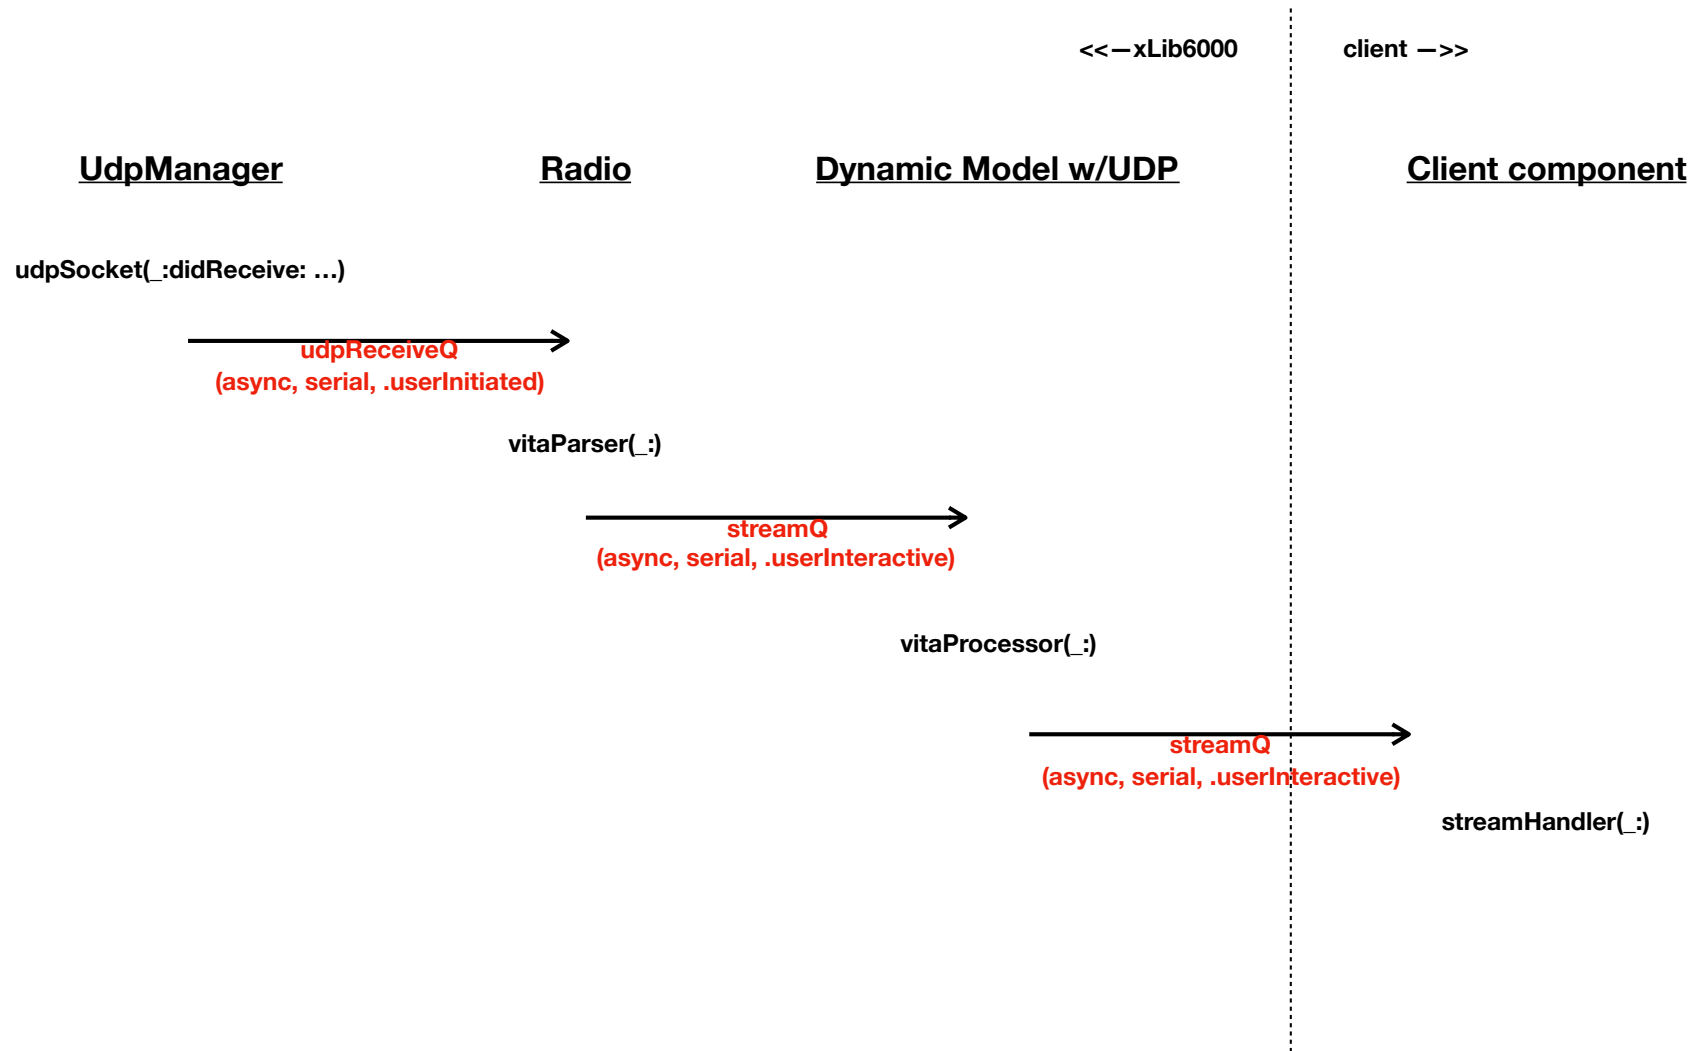 <<—xLib6000 client —>>
UdpManager Radio Dynamic Model w/UDP Client component
udpSocket(_:didReceive: …)
udpReceiveQ
(async, serial, .userInitiated)
vitaParser(_:)
streamQ
(async, serial, .userInteractive)
vitaProcessor(_:)
streamQ
(async, serial, .userInteractive)
streamHandler(_:)